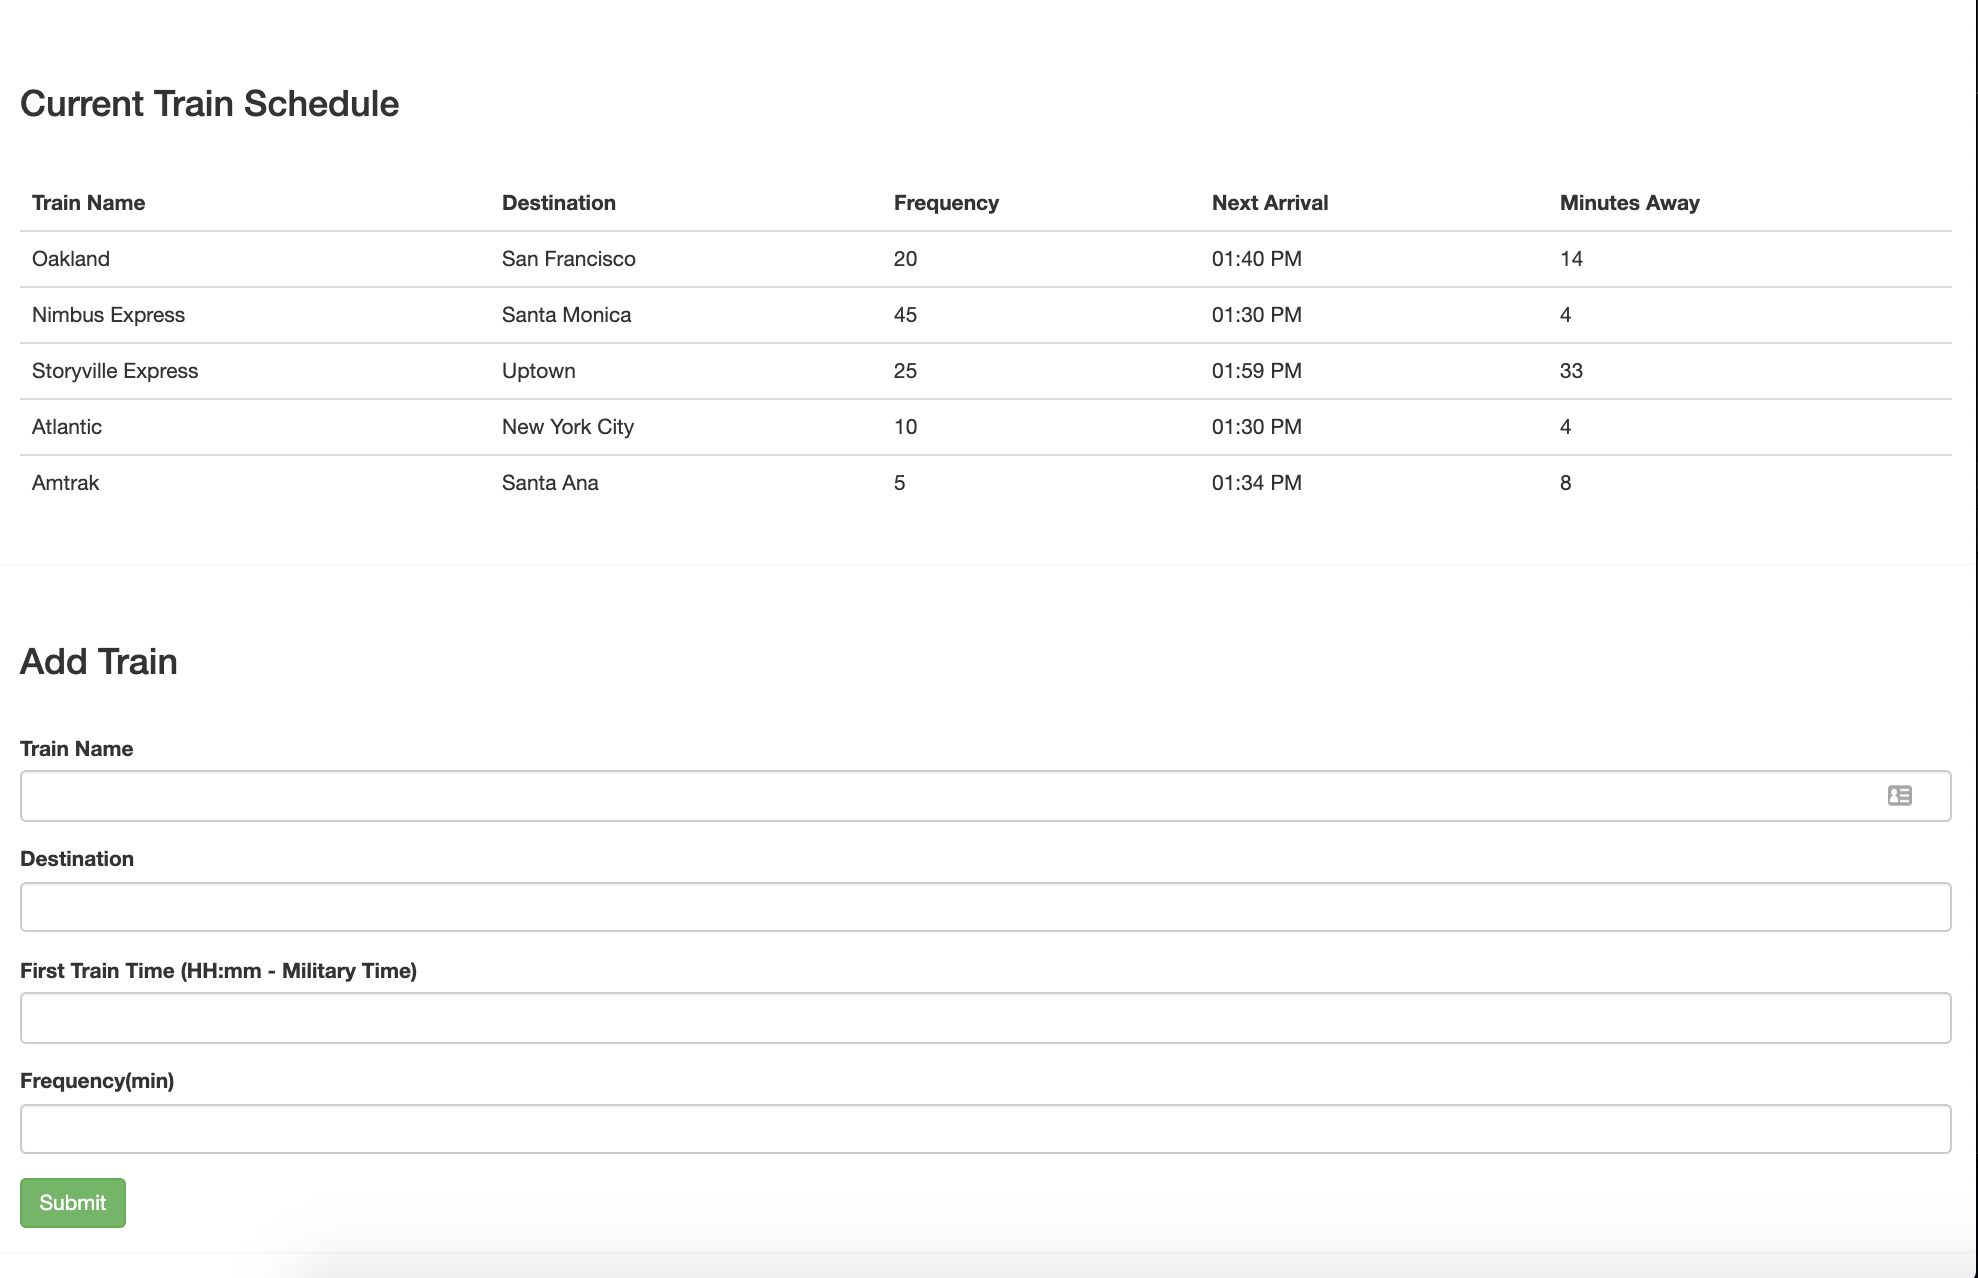 Current Train Schedule
Train Name Destination Frequency Next Arrival Minutes Away
Oakland San Francisco 20 01:40 PM 14
Nimbus Express Santa Monica 45 01:30 PM 4
Storyville Express Uptown 25 01:59 PM 33
Atlantic New York City 10 01:30 PM 4
Amtrak Santa Ana 5 01:34 PM 8
Add Train
Train Name
Destination
First Train Time (HH:mm - Military Time)
Frequency(min)
Submit